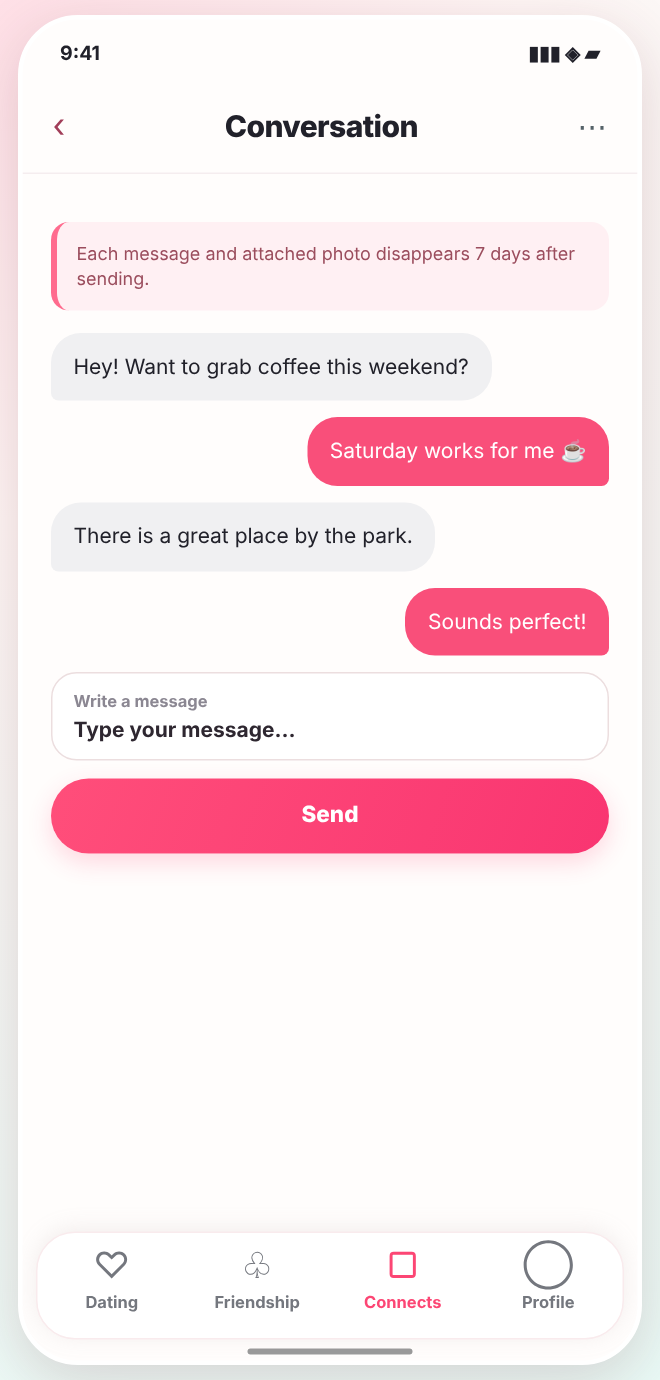 9:41
Conversation
Each message and attached photo disappears 7 days after
sending.
Hey! Want to grab coffee this weekend?
Saturday works for me ☕
There is a great place by the park.
Sounds perfect!
Write a message
Type your message...
Send
Dating
Friendship
Connects
Profile